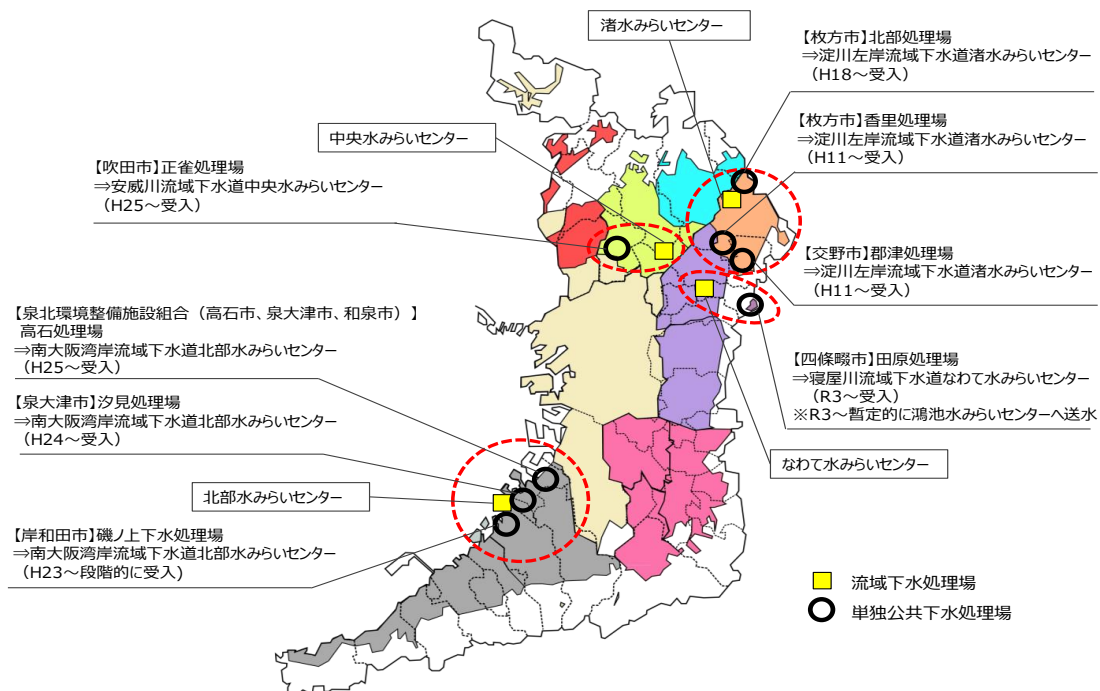 渚水みらいセンター
【枚方市】北部処理場
⇒淀川左岸流域下水道渚水みらいセンター
（H18～受入）
中央水みらいセンター
【枚方市】香里処理場
⇒淀川左岸流域下水道渚水みらいセンター
（H11～受入）
【吹田市】正雀処理場
⇒安威川流域下水道中央水みらいセンター
（H25～受入）
【交野市】郡津処理場
⇒淀川左岸流域下水道渚水みらいセンター
（H11～受入）
【泉北環境整備施設組合（高石市、泉大津市、和泉市）】
高石処理場
⇒南大阪湾岸流域下水道北部水みらいセンター
（H25～受入）
【四條畷市】田原処理場
⇒寝屋川流域下水道なわて水みらいセンター
（R3～受入）
※R3～暫定的に鴻池水みらいセンターへ送水
【泉大津市】汐見処理場
⇒南大阪湾岸流域下水道北部水みらいセンター
（H24～受入）
なわて水みらいセンター
北部水みらいセンター
【岸和田市】磯ノ上下水処理場
⇒南大阪湾岸流域下水道北部水みらいセンター
（H23～段階的に受入)
流域下水処理場
単独公共下水処理場